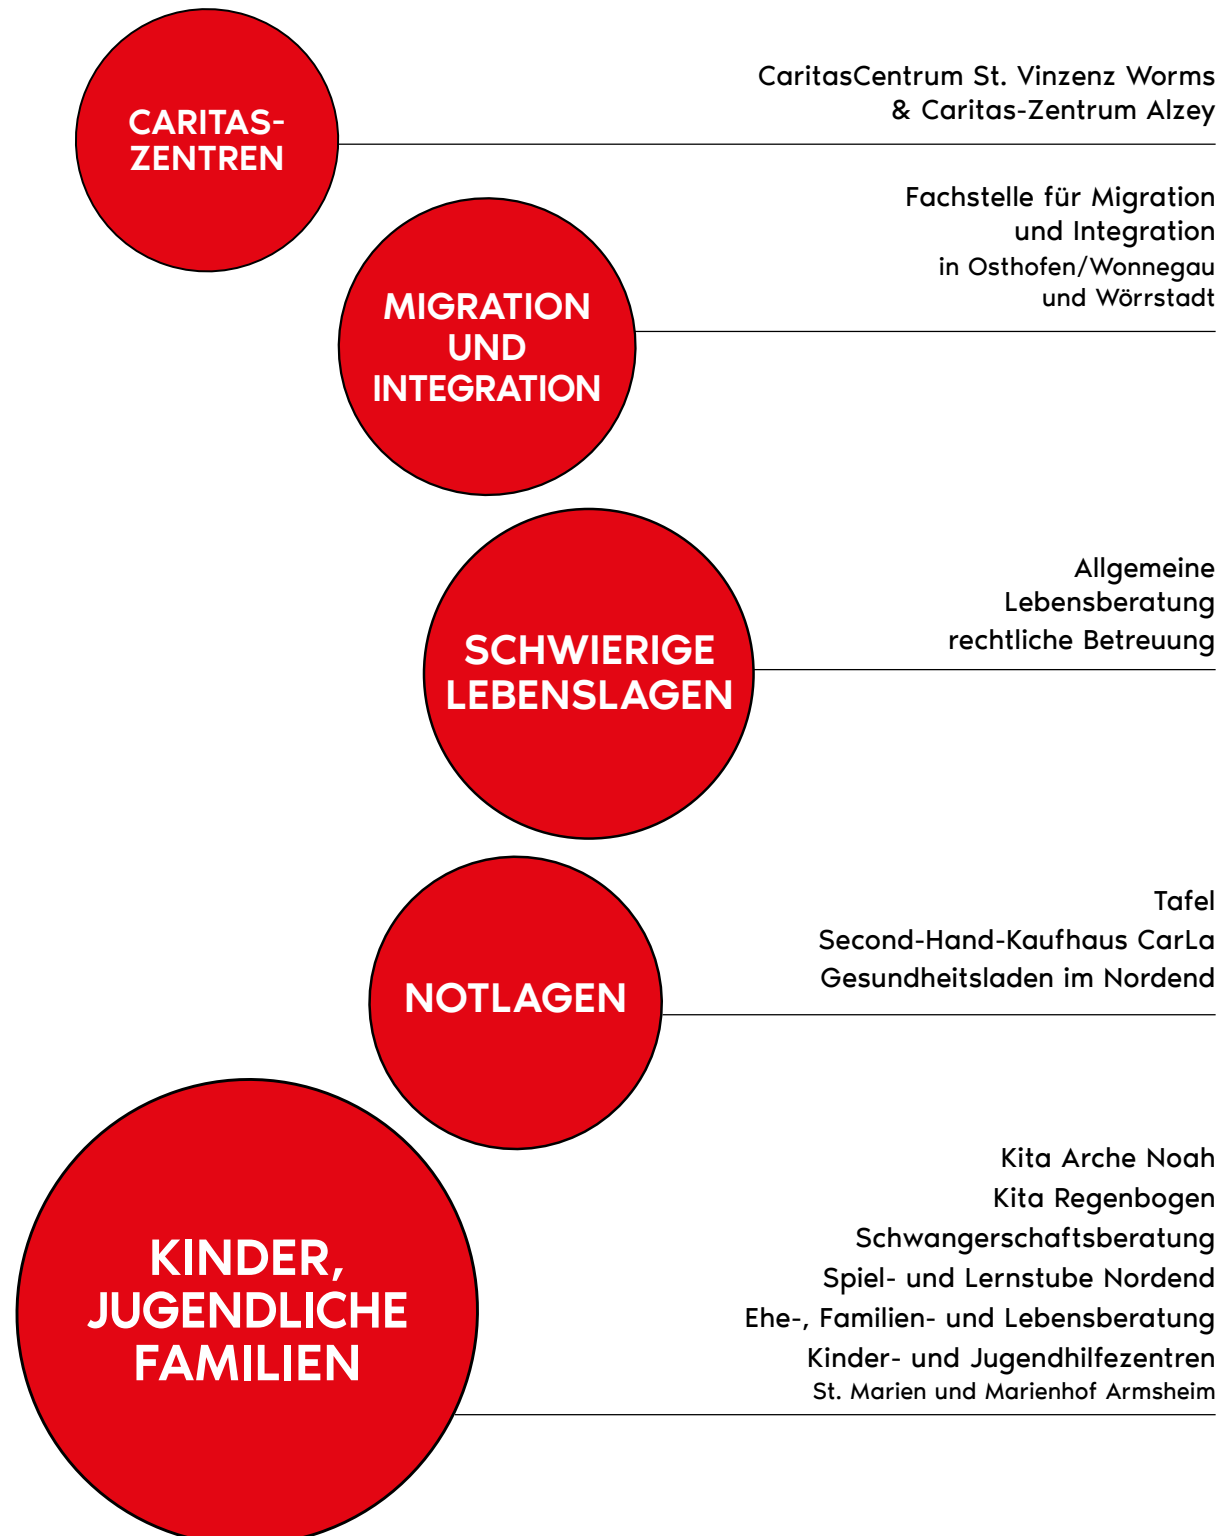 CARITAS-
ZENTREN
CaritasCentrum St. Vinzenz Worms
& Caritas-Zentrum Alzey
MIGRATION
UND
INTEGRATION
Fachstelle für Migration
und Integration
in Osthofen/Wonnegau
und Wörrstadt
SCHWIERIGE
LEBENSLAGEN
Allgemeine
Lebensberatung
rechtliche Betreuung
NOTLAGEN
Tafel
Second-Hand-Kaufhaus CarLa
Gesundheitsladen im Nordend
KINDER,
JUGENDLICHE
FAMILIEN
Kita Arche Noah
Kita Regenbogen
Schwangerschaftsberatung
Spiel- und Lernstube Nordend
Ehe-, Familien- und Lebensberatung
Kinder- und Jugendhilfezentren
St. Marien und Marienhof Armsheim